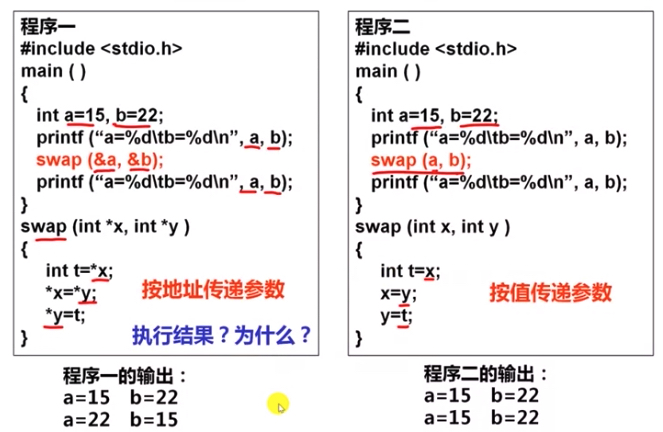 程序一
#include <stdio.h>
main ( )
{
int a=15, b=22;
printf (“a=%d\tb=%d\n”, a, b);
swap (&a, &b);
printf (“a=%d\tb=%d\n”, a, b);
}
swap (int *x, int *y )
{
int t=*x;
*x=*y;
*y=t;
}
按地址传递参数
执行结果？为什么？
程序一的输出：
a=15 b=22
a=22 b=15
程序二
#include <stdio.h>
main ( )
{
int a=15, b=22;
printf (“a=%d\tb=%d\n”, a, b);
swap (a, b);
printf (“a=%d\tb=%d\n”, a, b);
}
swap (int x, int y )
{
int t=x;
x=y;
y=t;
}
按值传递参数
程序二的输出：
a=15 b=22
a=15 b=22